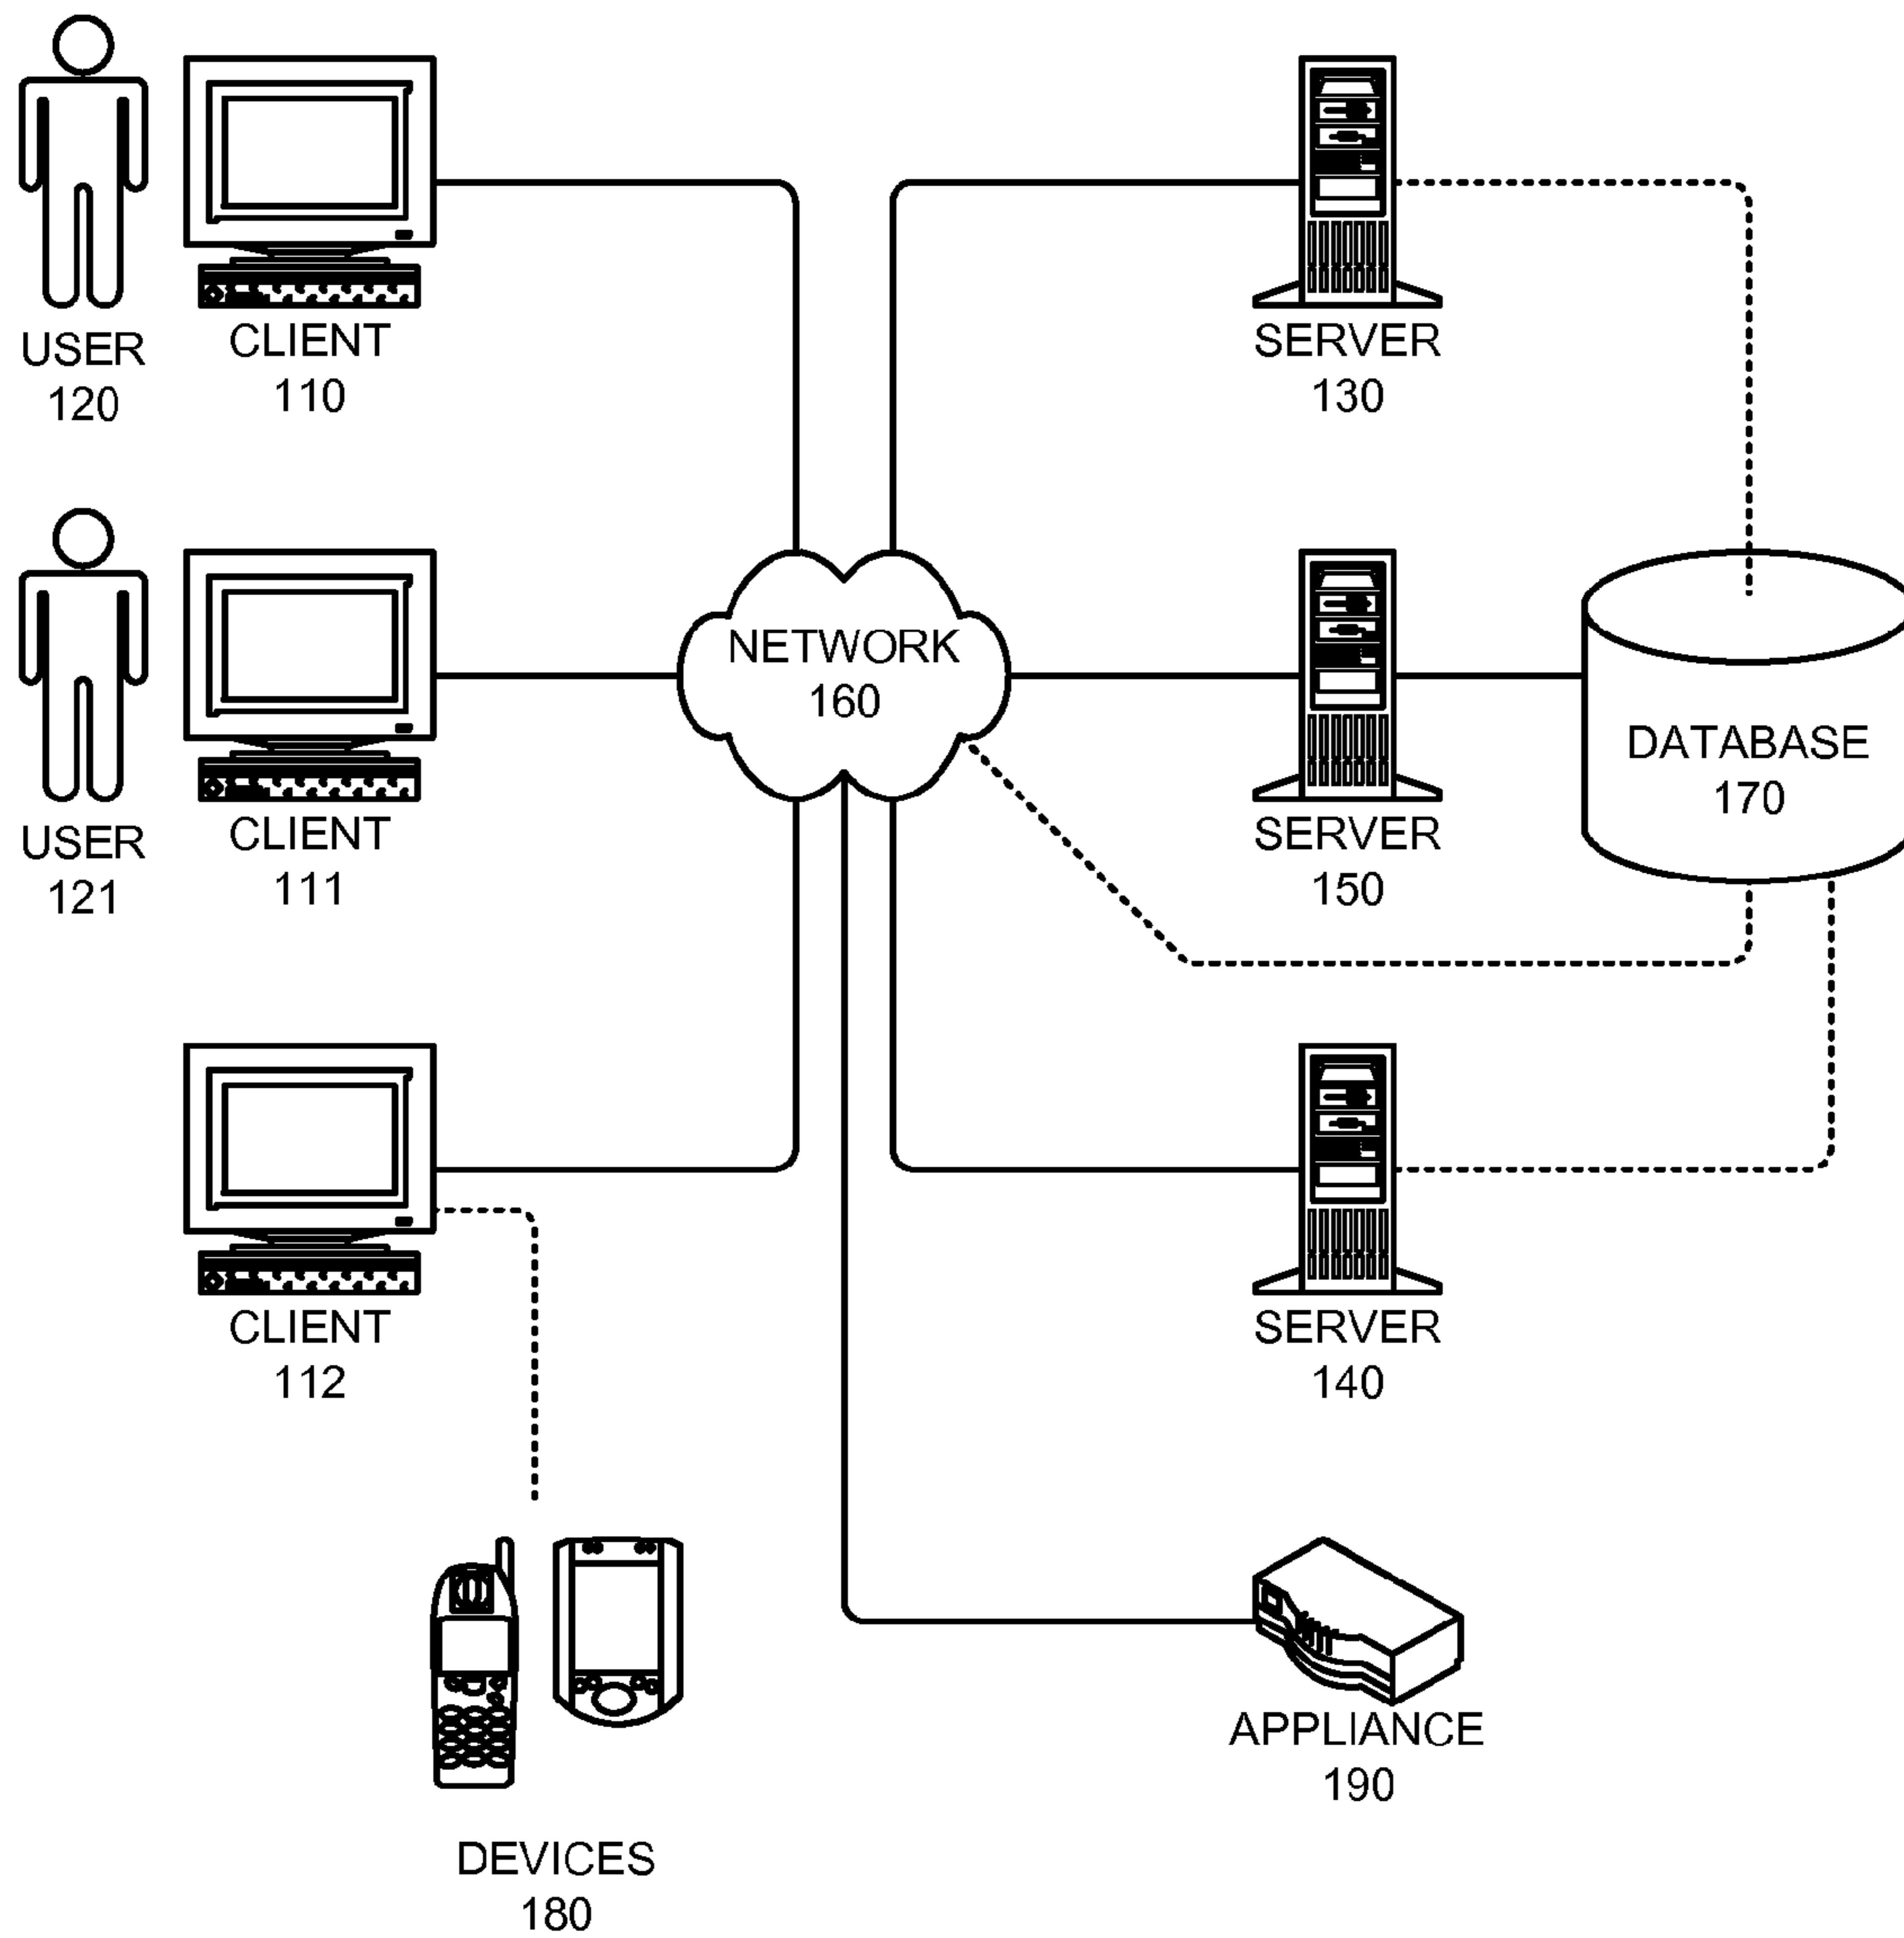 USER
120
CLIENT
110
SERVER
130
NETWORK
160
USER
121
CLIENT
111
SERVER
150
DATABASE
170
CLIENT
112
SERVER
140
DEVICES
180
APPLIANCE
190